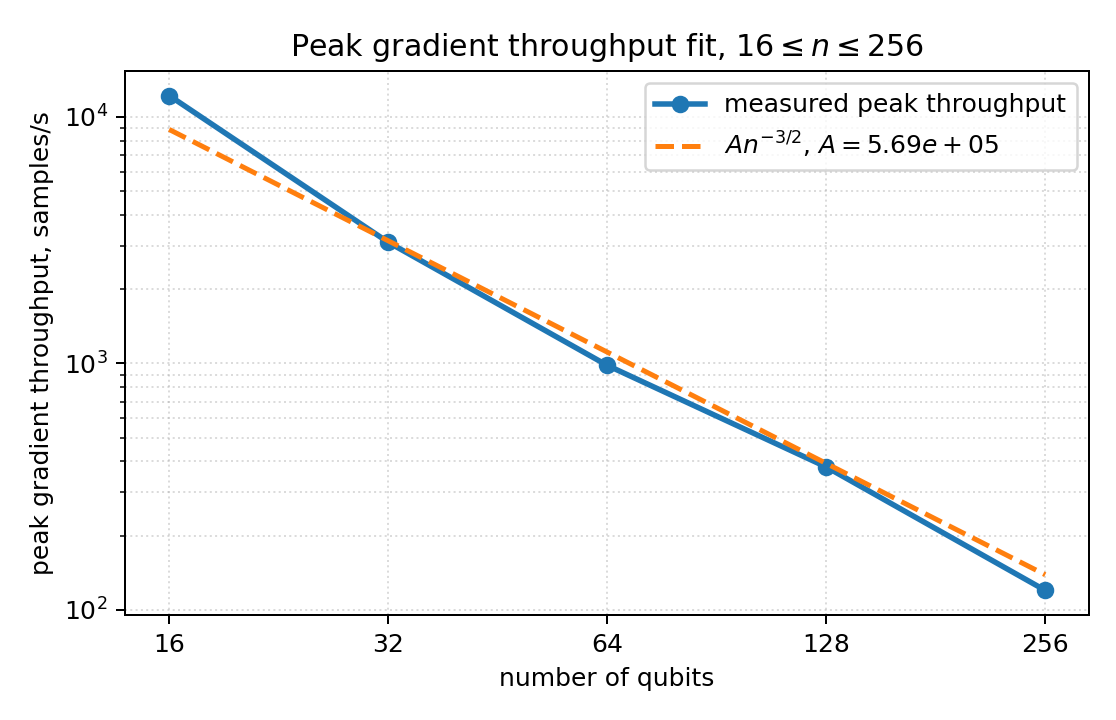 Peak gradient throughput fit, 16 ≤ n ≤ 256
measured peak throughput
An^{-3/2}, A = 5.69e + 05
peak gradient throughput, samples/s
10^4
10^3
10^2
16 32 64 128 256
number of qubits